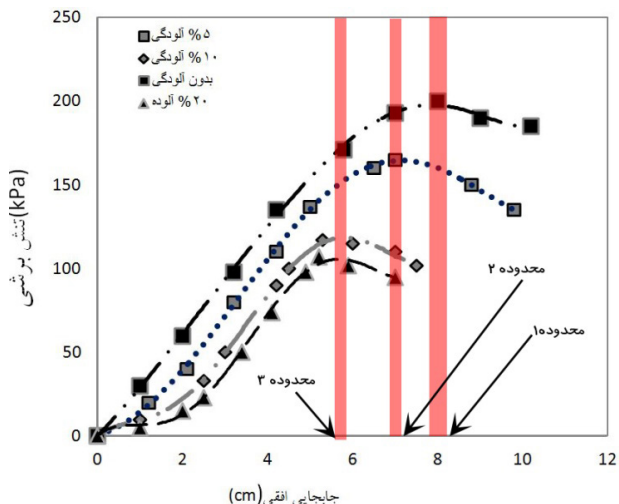 ۵% آلودگی
۱۰% آلودگی
بدون آلودگی
۲۰% آلوده
تنش برشی(kPa)
250
200
150
100
50
0
محدوده ۲
محدوده۱
محدوده ۳
0 2 4 6 8 10 12
جابجایی افقی(cm)